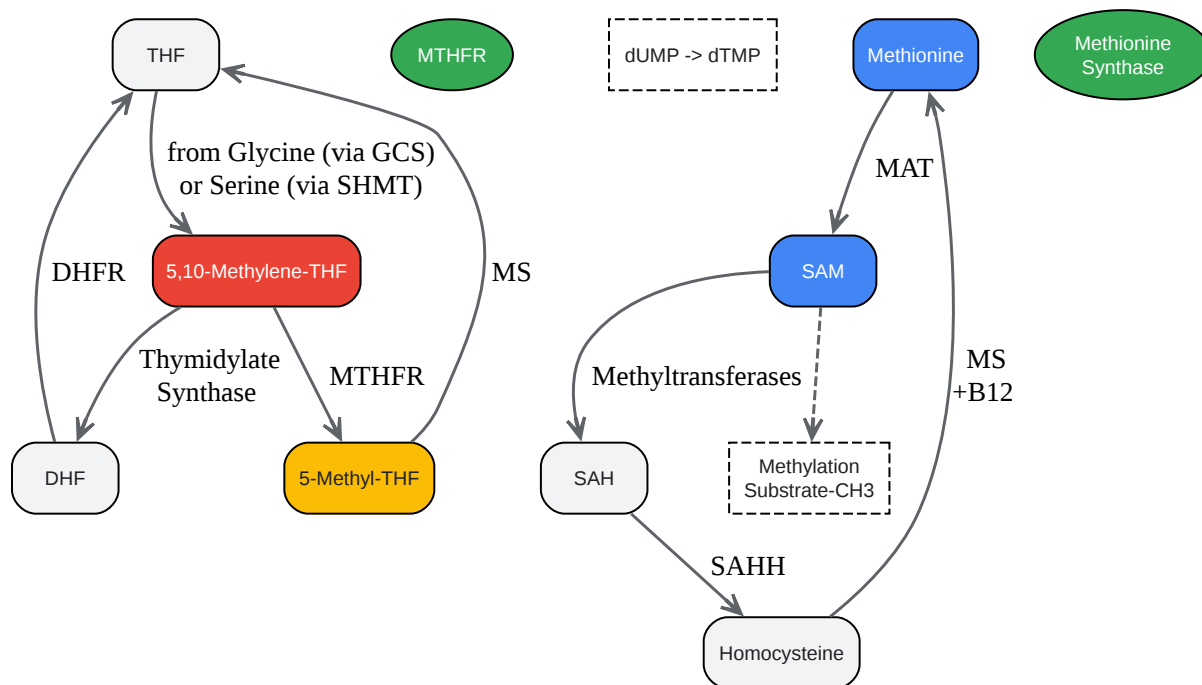 THF
MTHFR
dUMP -> dTMP
Methionine
Methionine
Synthase
from Glycine (via GCS)
or Serine (via SHMT)
MAT
DHFR
5,10-Methylene-THF
MS
SAM
Thymidylate
Synthase
MTHFR
Methyltransferases
MS
+B12
DHF
5-Methyl-THF
SAH
Methylation
Substrate-CH3
SAHH
Homocysteine